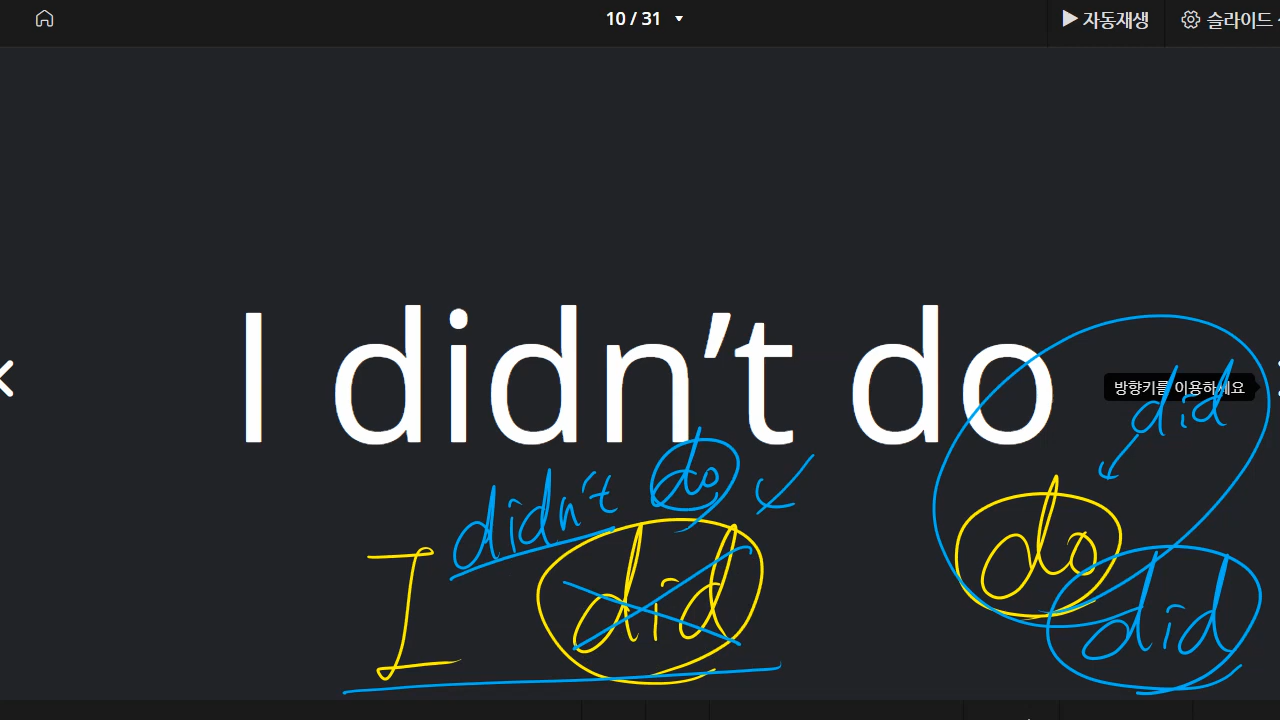 10 / 31
자동재생
슬라이드
I didn't do
방향키를 이용하세요
did
didn't do
I did
do
did